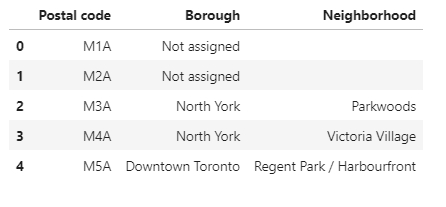 Postal code Borough Neighborhood
0 M1A Not assigned
1 M2A Not assigned
2 M3A North York Parkwoods
3 M4A North York Victoria Village
4 M5A Downtown Toronto Regent Park / Harbourfront